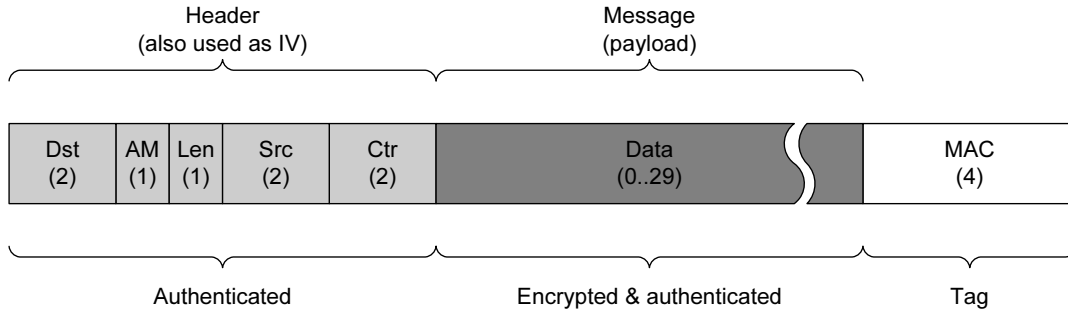 Header
(also used as IV)
Message
(payload)
Dst
(2)
AM
(1)
Len
(1)
Src
(2)
Ctr
(2)
Data
(0..29)
MAC
(4)
Authenticated
Encrypted & authenticated
Tag